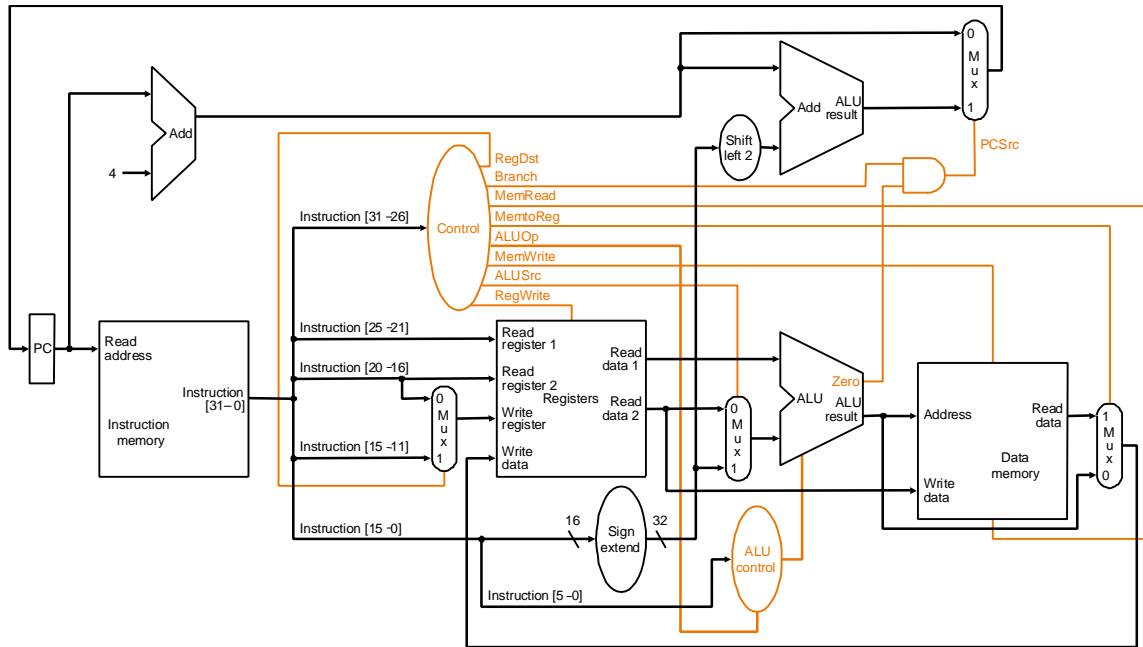 0
M
u
x
1
Add
ALU
result
Add
Shift
left 2
4
PCSrc
RegDst
Branch
MemRead
MemtoReg
ALUOp
MemWrite
ALUSrc
RegWrite
Control
Instruction [31–26]
PC
Read
address
Instruction
[31–0]
Instruction
memory
Instruction [25–21]
Instruction [20–16]
Instruction [15–11]
0
M
u
x
1
Read
register 1
Read
register 2
Write
register
Write
data
Registers
Read
data 1
Read
data 2
0
M
u
x
1
Zero
ALU
ALU
result
Address
Write
data
Read
data
Data
memory
1
M
u
x
0
Instruction [15–0]
16
Sign
extend
32
ALU
control
Instruction [5–0]